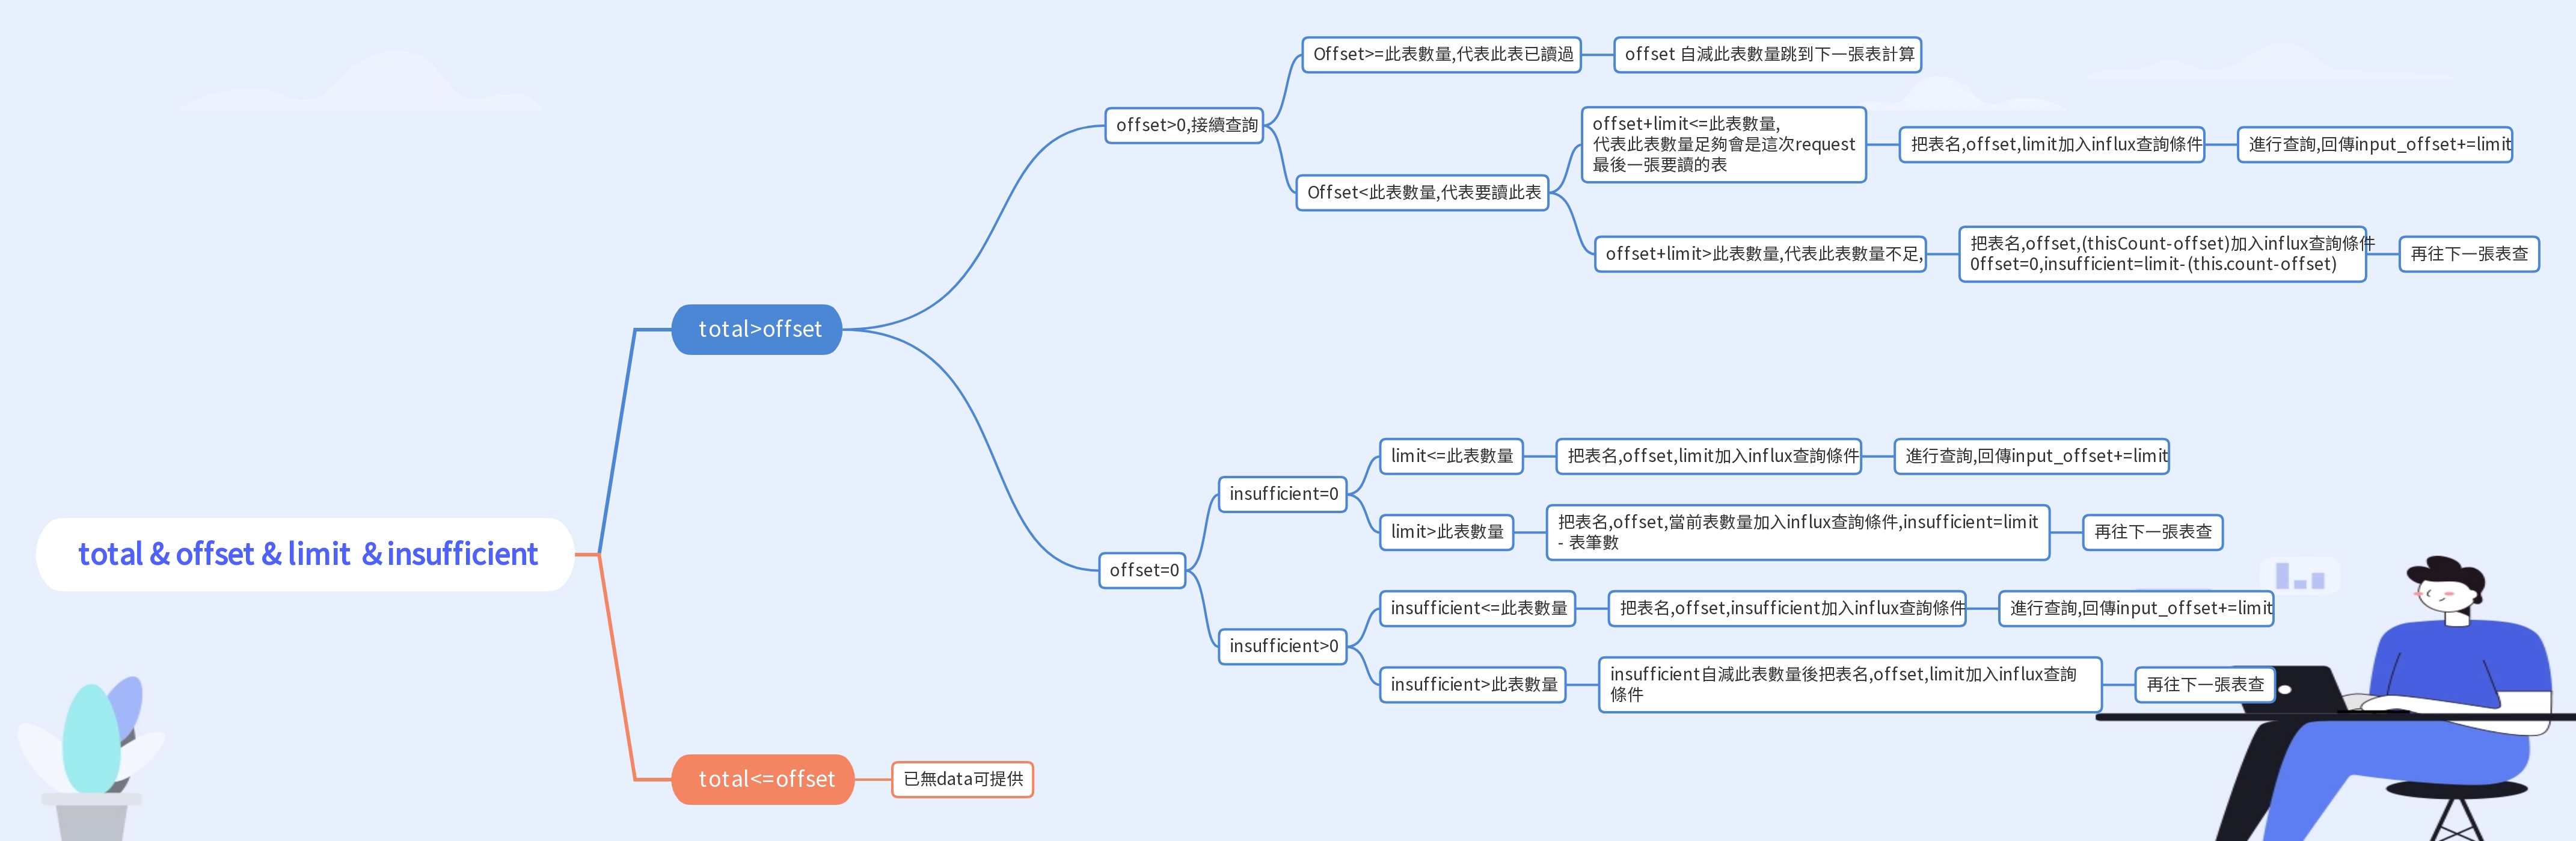 total & offset & limit & insufficient
total>offset
offset>0,接續查詢
Offset>=此表數量,代表此表已讀過
offset 自減此表數量跳到下一張表計算
Offset<此表數量,代表要讀此表
offset+limit<=此表數量,
代表此表數量足夠會是這次request
最後一張要讀的表
把表名,offset,limit加入influx查詢條件
進行查詢,回傳input_offset+=limit
offset+limit>此表數量,代表此表數量不足,
把表名,offset,(thisCount-offset)加入influx查詢條件
0ffset=0,insufficient=limit-(this.count-offset)
再往下一張表查
offset=0
insufficient=0
limit<=此表數量
把表名,offset,limit加入influx查詢條件
進行查詢,回傳input_offset+=limit
limit>此表數量
把表名,offset,當前表數量加入influx查詢條件,insufficient=limit
- 表筆數
再往下一張表查
insufficient>0
insufficient<=此表數量
把表名,offset,insufficient加入influx查詢條件
進行查詢,回傳input_offset+=limit
insufficient>此表數量
insufficient自減此表數量後把表名,offset,limit加入influx查詢
條件
再往下一張表查
total<=offset
已無data可提供